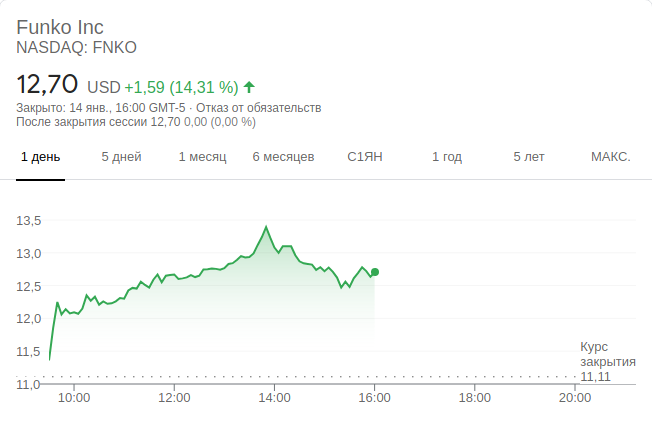 Funko Inc
NASDAQ: FNKO
12,70 USD +1,59 (14,31 %)
Закрыто: 14 янв., 16:00 GMT-5 · Отказ от обязательств
После закрытия сессии 12,70 0,00 (0,00 %)
1 день 5 дней 1 месяц 6 месяцев С1ЯН 1 год 5 лет МАКС.
13,5
13,0
12,5
12,0
11,5
11,0
Курс
закрытия
11,11
10:00 12:00 14:00 16:00 18:00 20:00